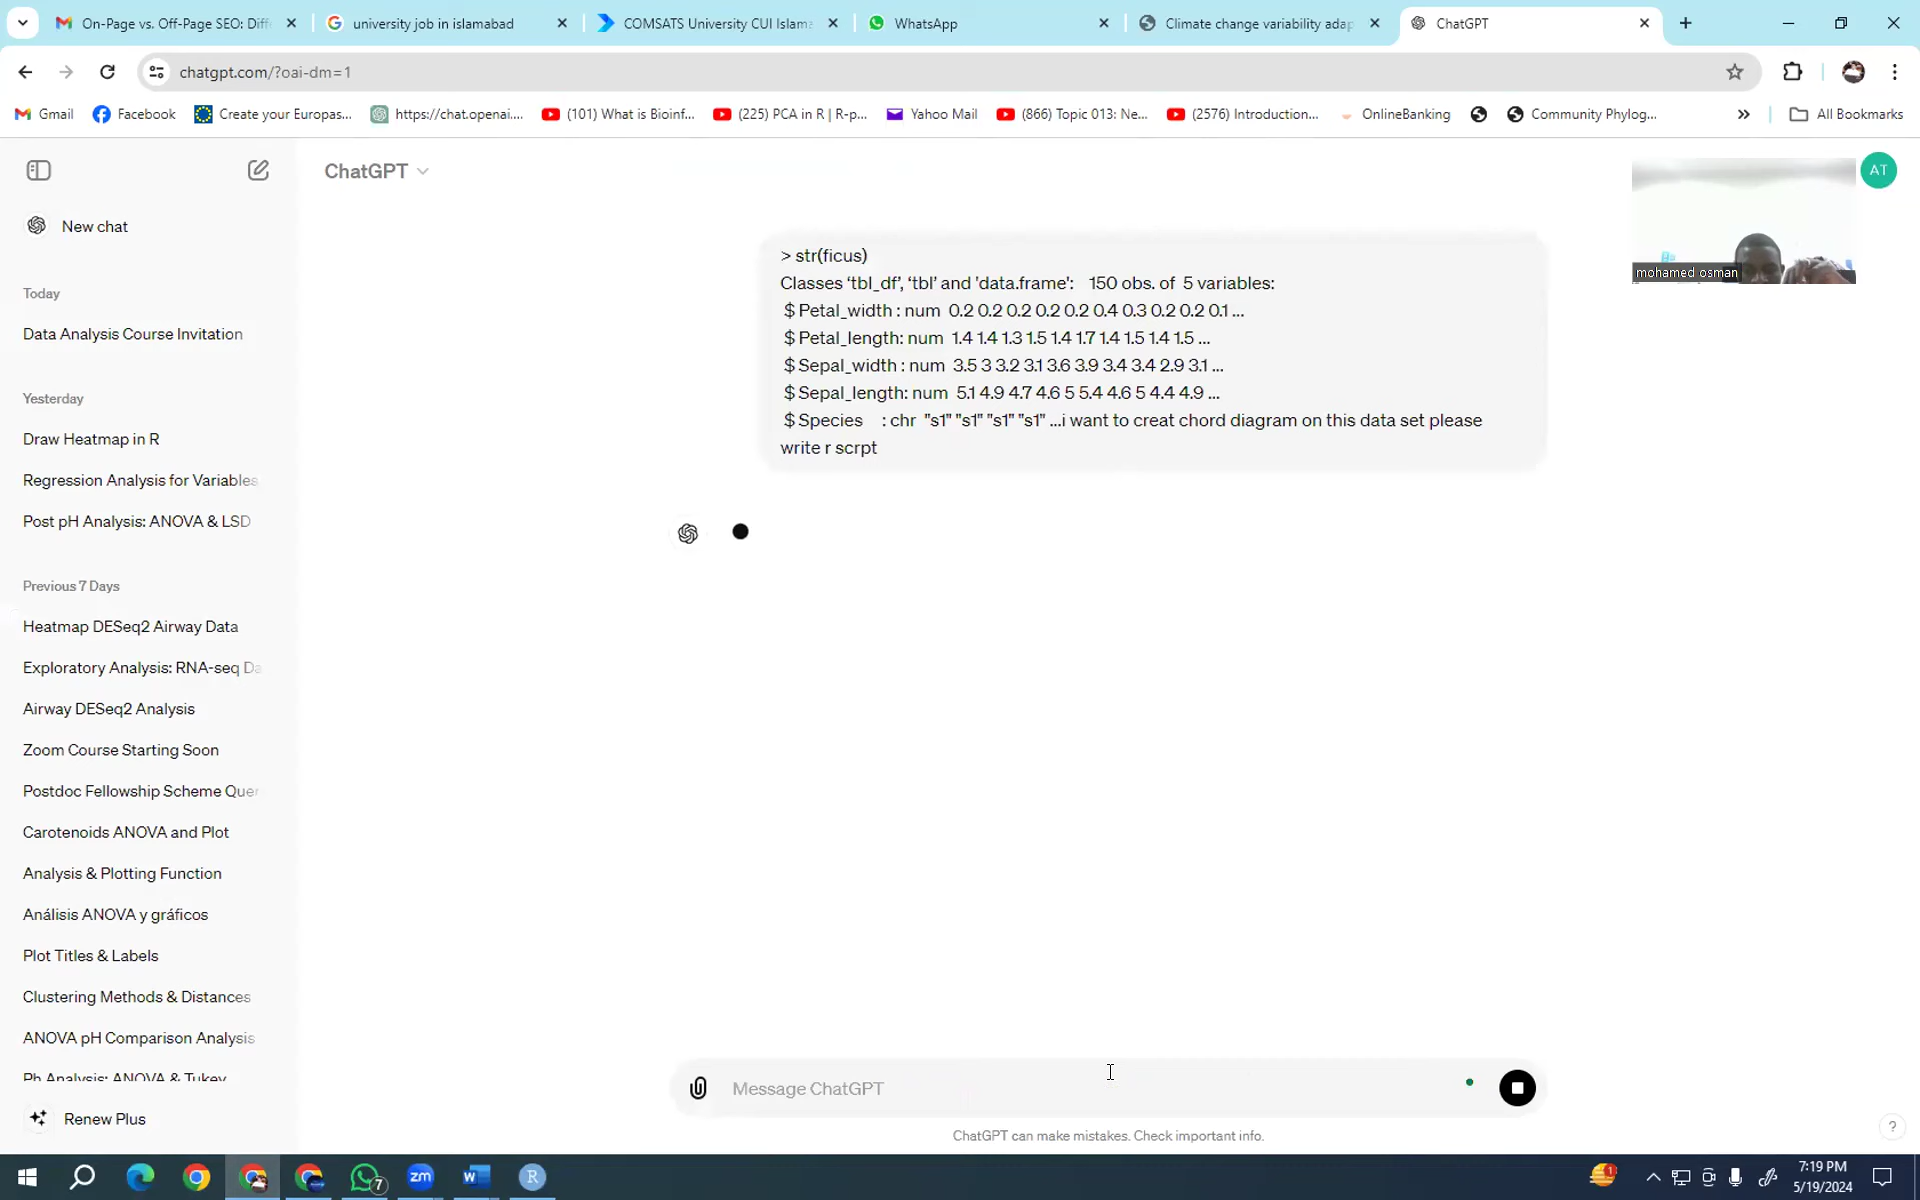 On-Page vs. Off-Page SEO: Diff
university job in islamabad
COMSATS University CUI Islama
WhatsApp
Climate change variability adap
ChatGPT
chatgpt.com/?oai-dm=1
Gmail
Facebook
Create your Europas...
https://chat.openai....
(101) What is Bioinf...
(225) PCA in R | R-p...
Yahoo Mail
(866) Topic 013: Ne...
(2576) Introduction...
OnlineBanking
Community Phylog...
All Bookmarks
ChatGPT
AT
New chat
mohamed osman
> str(ficus)
Classes ‘tbl_df’, ‘tbl’ and 'data.frame': 150 obs. of 5 variables:
$ Petal_width : num 0.2 0.2 0.2 0.2 0.2 0.4 0.3 0.2 0.2 0.1 ...
$ Petal_length: num 1.4 1.4 1.3 1.5 1.4 1.7 1.4 1.5 1.4 1.5 ...
$ Sepal_width : num 3.5 3 3.2 3.1 3.6 3.9 3.4 3.4 2.9 3.1 ...
$ Sepal_length: num 5.1 4.9 4.7 4.6 5 5.4 4.6 5 4.4 4.9 ...
$ Species : chr "s1" "s1" "s1" "s1" ...i want to creat chord diagram on this data set please
write r scrpt
Today
Data Analysis Course Invitation
Yesterday
Draw Heatmap in R
Regression Analysis for Variables
Post pH Analysis: ANOVA & LSD
Previous 7 Days
Heatmap DESeq2 Airway Data
Exploratory Analysis: RNA-seq Da
Airway DESeq2 Analysis
Zoom Course Starting Soon
Postdoc Fellowship Scheme Quer
Carotenoids ANOVA and Plot
Analysis & Plotting Function
Análisis ANOVA y gráficos
Plot Titles & Labels
Clustering Methods & Distances
ANOVA pH Comparison Analysis
Ph Analysis: ANOVA & Tukey
Renew Plus
Message ChatGPT
ChatGPT can make mistakes. Check important info.
?
7
zm
W
R
1
7:19 PM
5/19/2024